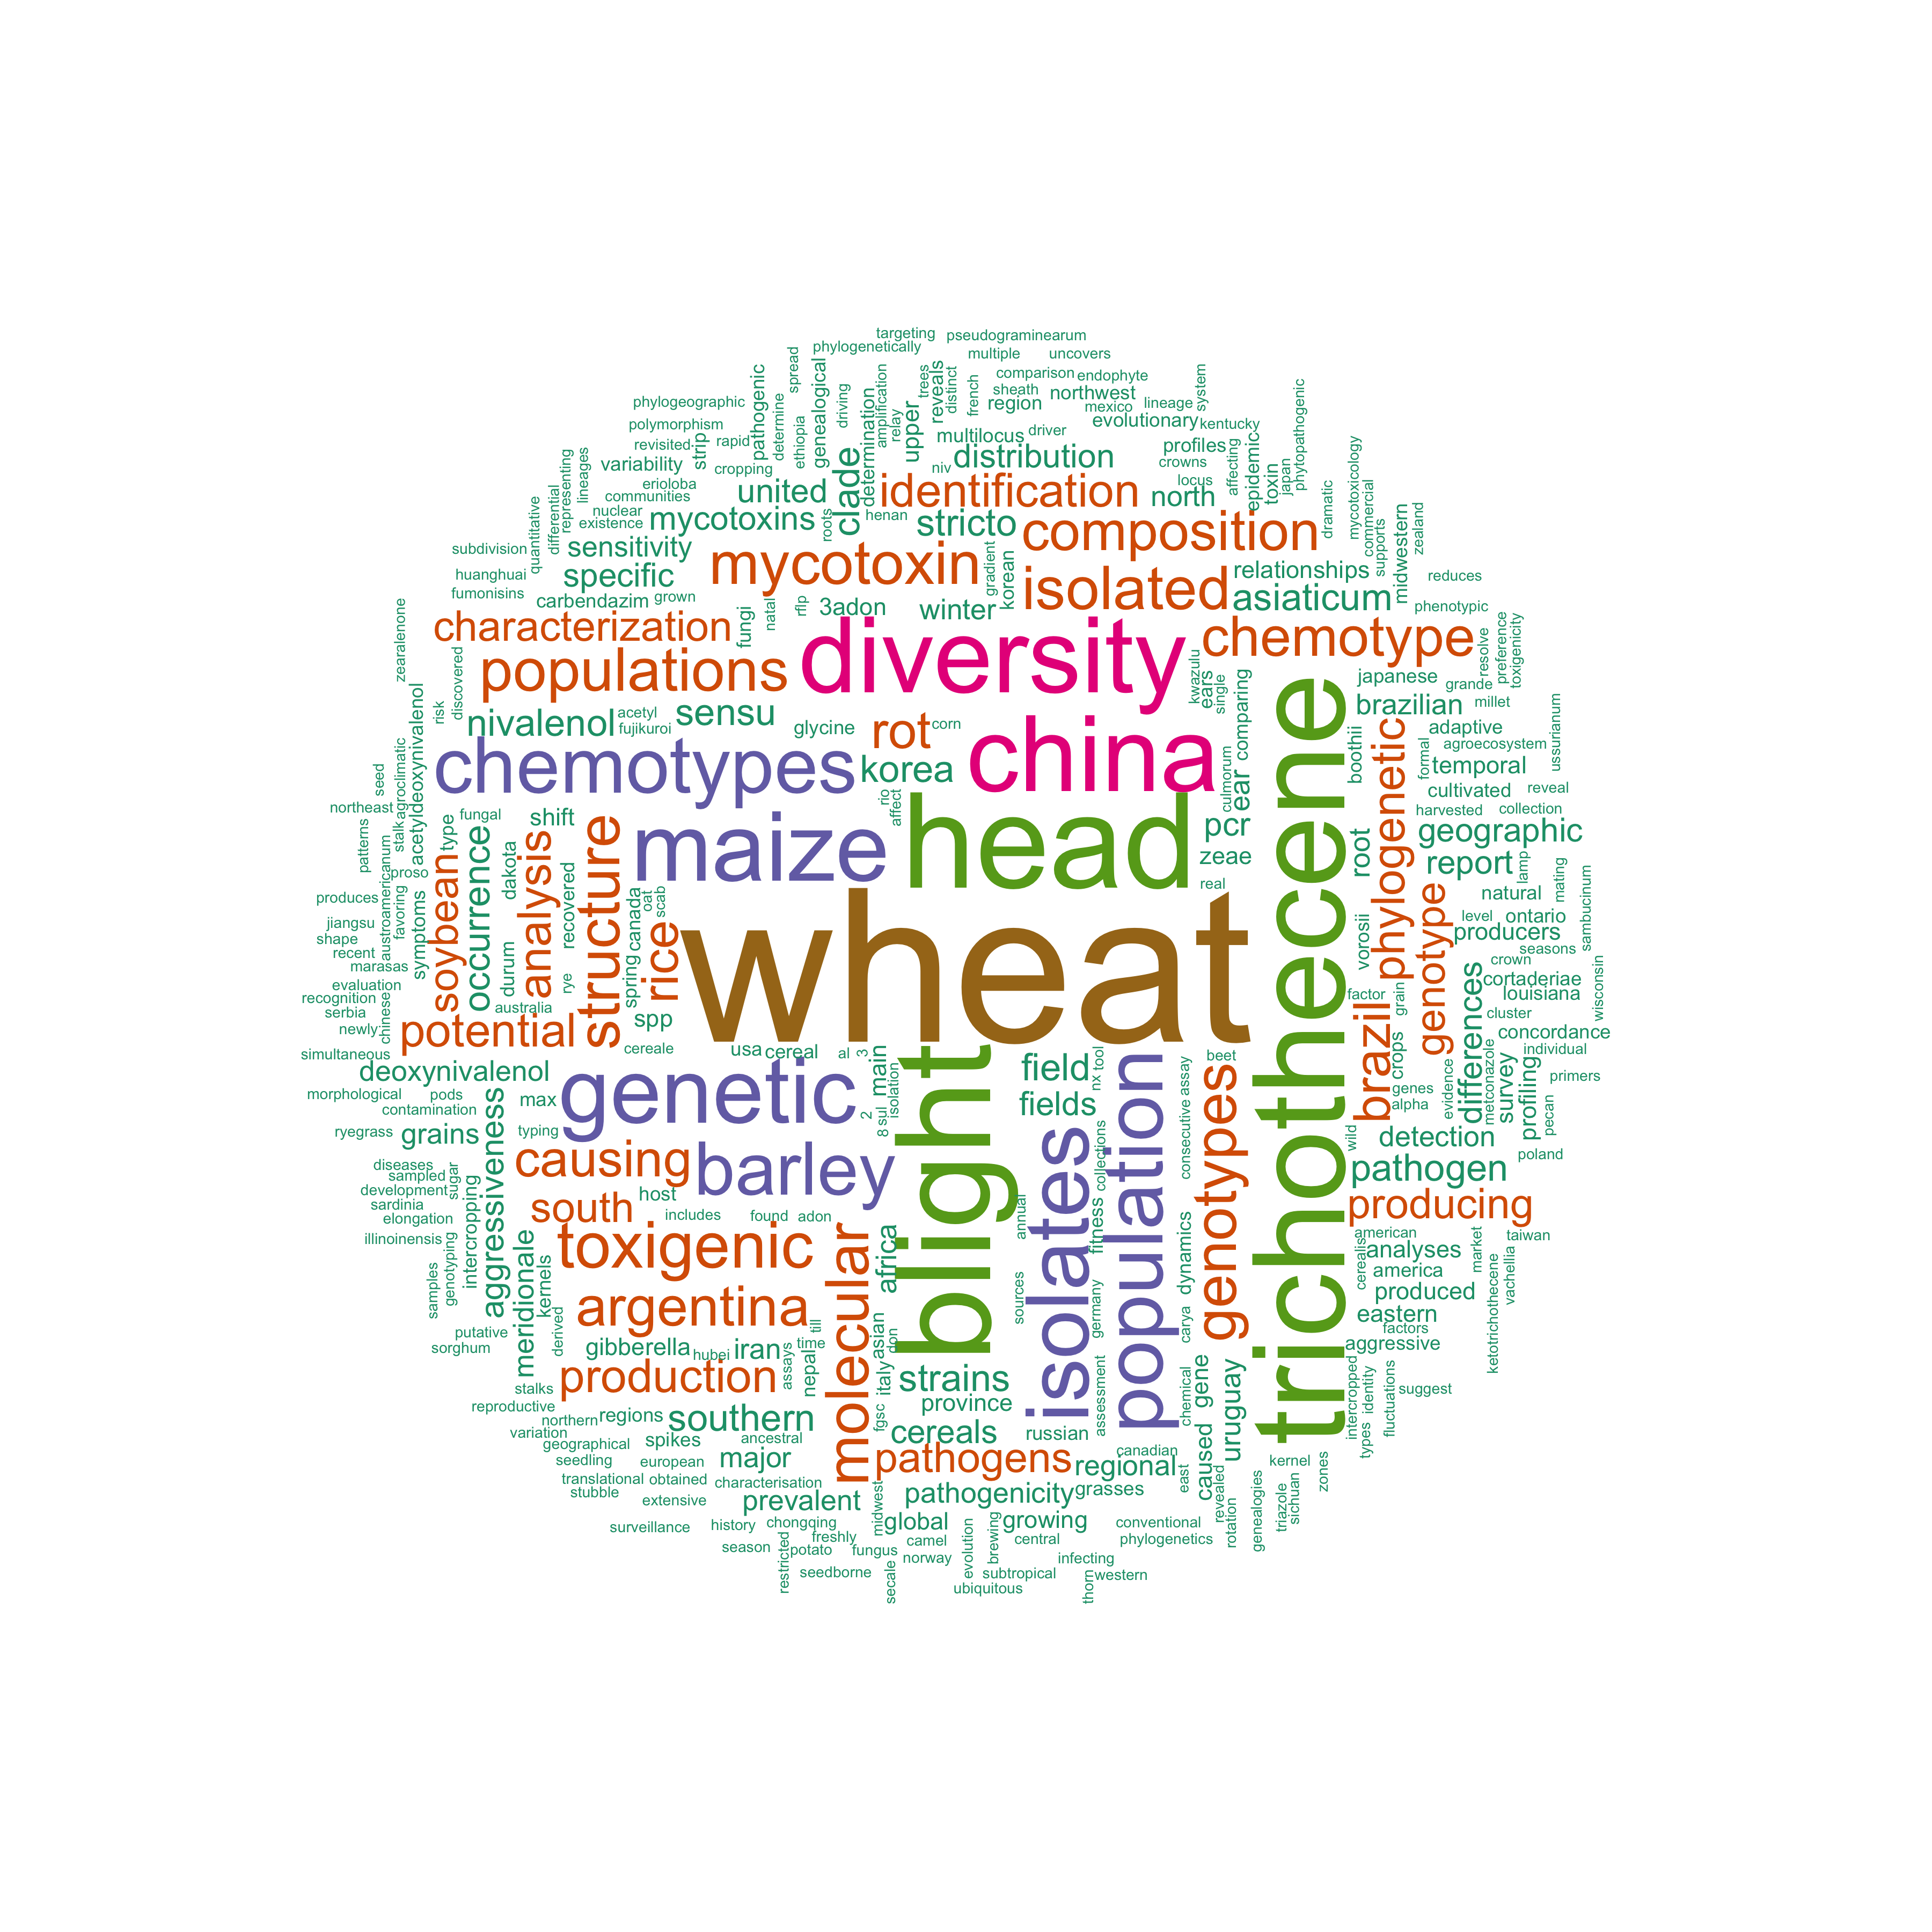 targeting
pseudograminearum
phylogenetically
multiple
uncovers
spread
pathogenic
genealogical
driving
trees
reveals
distinct
french
comparison
endophyte
sheath
northwest
system
phylogeographic
determine
amplification
region
mexico
lineage
polymorphism
ethiopia
determination
relay
upper
evolutionary
kentucky
revisited
rapid
strip
multilocus
driver
profiles
phytopathogenic
variability
cropping
clade
niv
distribution
crowns
affecting
epidemic
toxin
japan
lineages
erioloba
united
identification
locus
north
mycotoxicology
commercial
representing
differential
communities
nuclear
existence
mycotoxins
roots
henan
stricto
composition
dramatic
supports
midwestern
zealand
quantitative
subdivision
sensitivity
mycotoxin
gradient
korean
isolated
relationships
reduces
huanghuai
specific
fumonisins
carbendazim
grown
3adon
winter
asiaticum
phenotypic
zearalenone
characterization
fungi
natal
rflp
diversity
chemotype
resolve
preference
toxigenicity
discovered
populations
kwazulu
ears
single
comparing
japanese
grande
millet
brazilian
risk
acetyldeoxynivalenol
nivalenol
acetyl
fujikuroi
sensu
glycine
rot
corn
china
trichothecene
boothii
phylogenetic
adaptive
formal
agroecosystem
ussurianum
seed
agroclimatic
chemotypes
korea
culmorum
ear
temporal
cultivated
reveal
northeast
stalk
patterns
fungal
shift
rio
affect
head
pcr
harvested
collection
geographic
proso
type
occurrence
analysis
structure
maize
zeae
root
report
lamp
mating
produces
austroamericanum
favoring
soybean
dakota
recovered
oat
scab
real
genotype
natural
jiangsu
symptoms
canada
wheat
vorosii
level
ontario
sambucinum
shape
recent
marasas
durum
rye
spring
rice
producers
seasons
crown
evaluation
recognition
serbia
newly
chinese
australia
potential
spp
factor
grain
brazil
differences
cortaderiae
louisiana
wisconsin
cluster
concordance
simultaneous
cereale
usa
cereal
al
3
main
field
nx
tool
beet
crops
metconazole
survey
individual
deoxynivalenol
genetic
blight
population
genotypes
genes
evidence
profiling
primers
morphological
pods
max
2
8
sul
isolation
fields
assay
consecutive
alpha
pecan
contamination
aggressiveness
typing
isolates
collections
wild
detection
ryegrass
grains
causing
barley
poland
diseases
sampled
sugar
pathogen
development
sardinia
south
host
includes
found
adon
annual
fitness
dynamics
producing
elongation
intercropping
meridionale
toxigenic
molecular
africa
american
market
taiwan
illinoinensis
cerealis
analyses
america
samples
genotyping
kernels
argentina
sources
germany
carya
produced
ketotrichothecene
vachellia
eastern
putative
derived
till
asian
don
factors
sorghum
gibberella
hubei
iran
assays
time
nepal
italy
aggressive
stalks
production
strains
assessment
chemical
gene
uruguay
intercropped
identity
fluctuations
suggest
reproductive
province
northern
regions
southern
fgsc
cereals
russian
caused
types
variation
geographical
spikes
ancestral
canadian
seedling
european
major
pathogens
regional
east
kernel
zones
translational
obtained
characterisation
stubble
extensive
prevalent
midwest
pathogenicity
grasses
revealed
rotation
genealogies
triazole
sichuan
surveillance
history
chongqing
freshly
global
growing
conventional
season
potato
fungus
camel
evolution
brewing
central
phylogenetics
restricted
seedborne
norway
infecting
secale
subtropical
thorn
western
ubiquitous